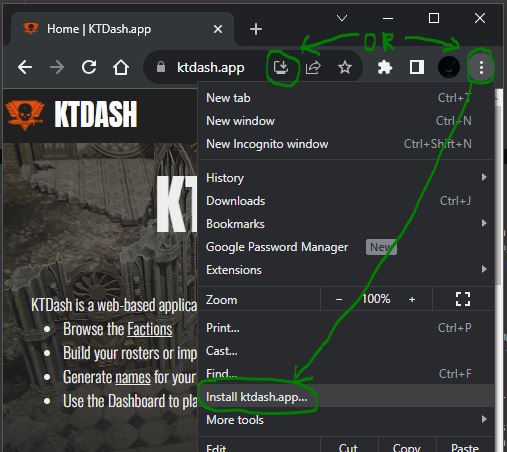 Home | KTDash.app
OR
ktdash.app
KTDASH
New tab Ctrl+T
New window Ctrl+N
New Incognito window Ctrl+Shift+N
KT
History
Downloads Ctrl+J
Bookmarks
Google Password Manager New
Extensions
Zoom − 100% +
KTDash is a web-based applica
Browse the Factions
Build your rosters or imp
Generate names for your
Use the Dashboard to pla
Print... Ctrl+P
Cast...
Find... Ctrl+F
Install ktdash.app...
More tools
Edit Cut Copy Paste